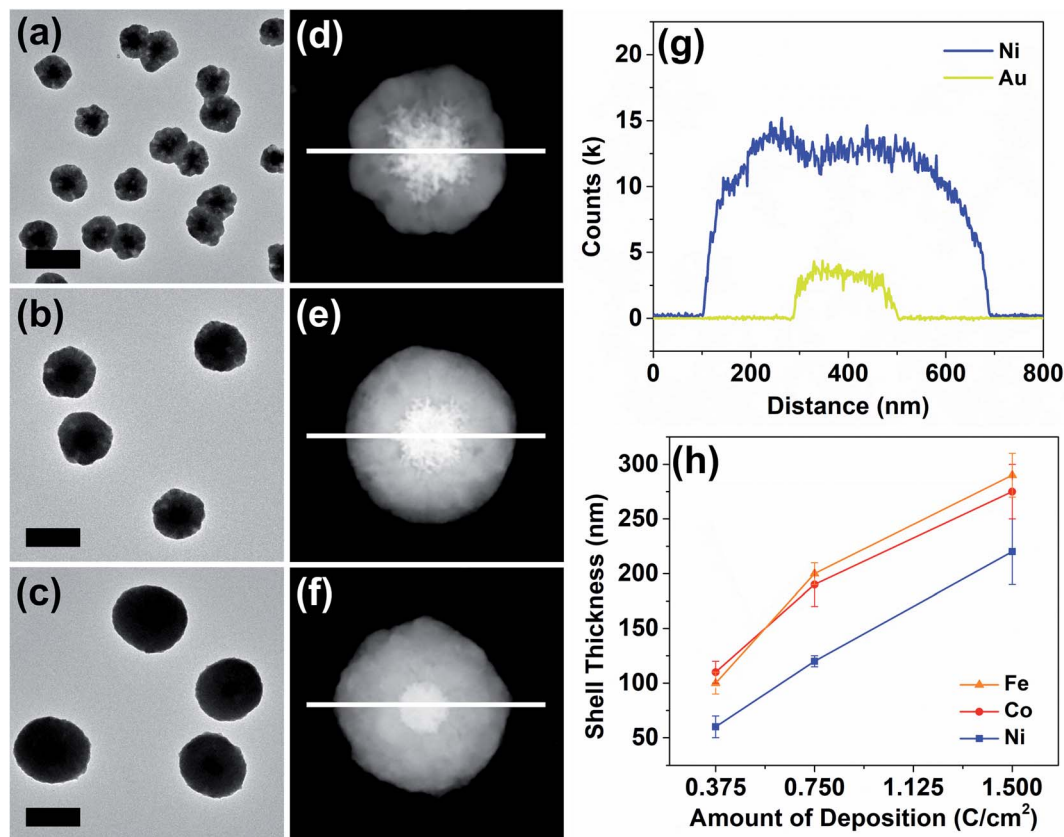 (a)
(b)
(c)
(d)
(e)
(f)
(g)
Ni
Au
20
15
10
5
0
Counts (k)
0 200 400 600 800
Distance (nm)
(h)
300
250
200
150
100
50
Shell Thickness (nm)
Fe
Co
Ni
0.375 0.750 1.125 1.500
Amount of Deposition (C/cm²)